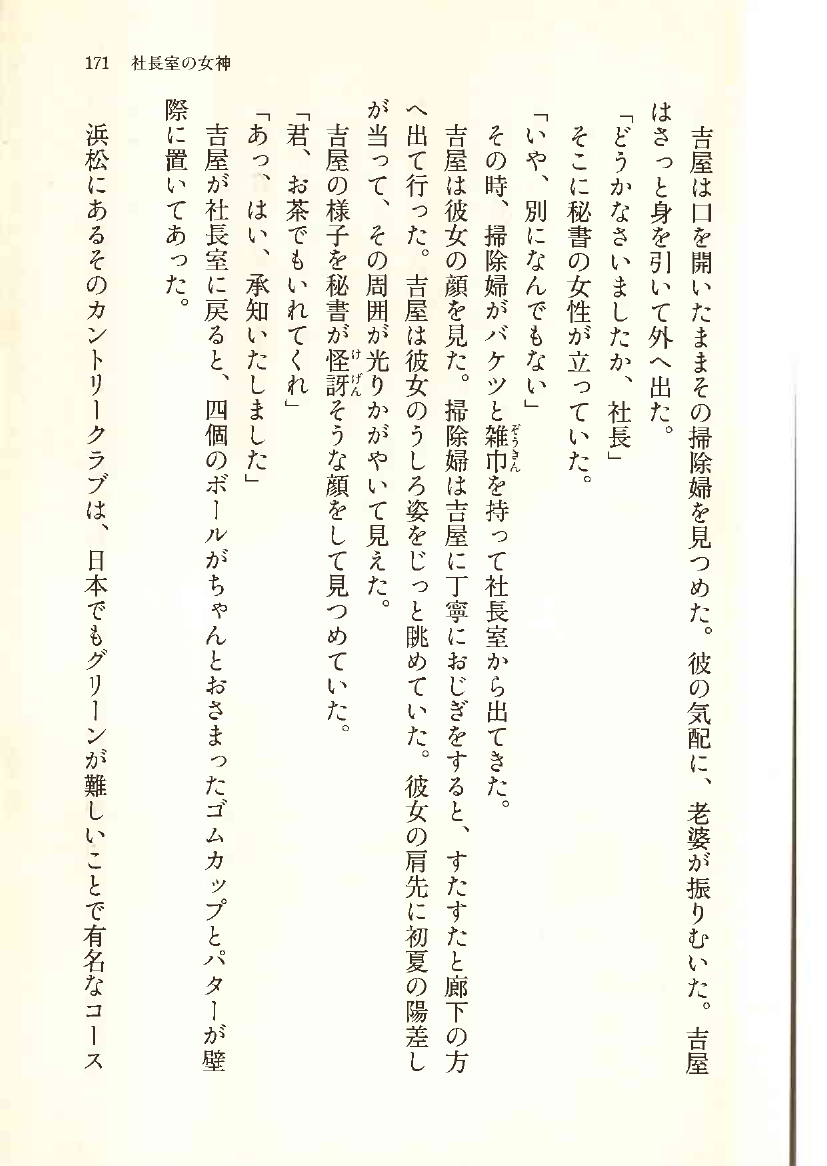 171　社長室の女神
吉屋は口を開いたままその掃除婦を見つめた。彼の気配に、老婆が振りむいた。吉屋
はさっと身を引いて外へ出た。
「どうかなさいましたか、社長」
そこに秘書の女性が立っていた。
「いや、別になんでもない」
その時、掃除婦がバケツと雑巾を持って社長室から出てきた。
吉屋は彼女の顔を見た。掃除婦は吉屋に丁寧におじぎをすると、すたすたと廊下の方
へ出て行った。吉屋は彼女のうしろ姿をじっと眺めていた。彼女の肩先に初夏の陽差し
が当って、その周囲が光りかがやいて見えた。
吉屋の様子を秘書が怪訝そうな顔をして見つめていた。
「君、お茶でもいれてくれ」
「あっ、はい、承知いたしました」
吉屋が社長室に戻ると、四個のボールがちゃんとおさまったゴムカップとパターが壁
際に置いてあった。
浜松にあるそのカントリークラブは、日本でもグリーンが難しいことで有名なコース